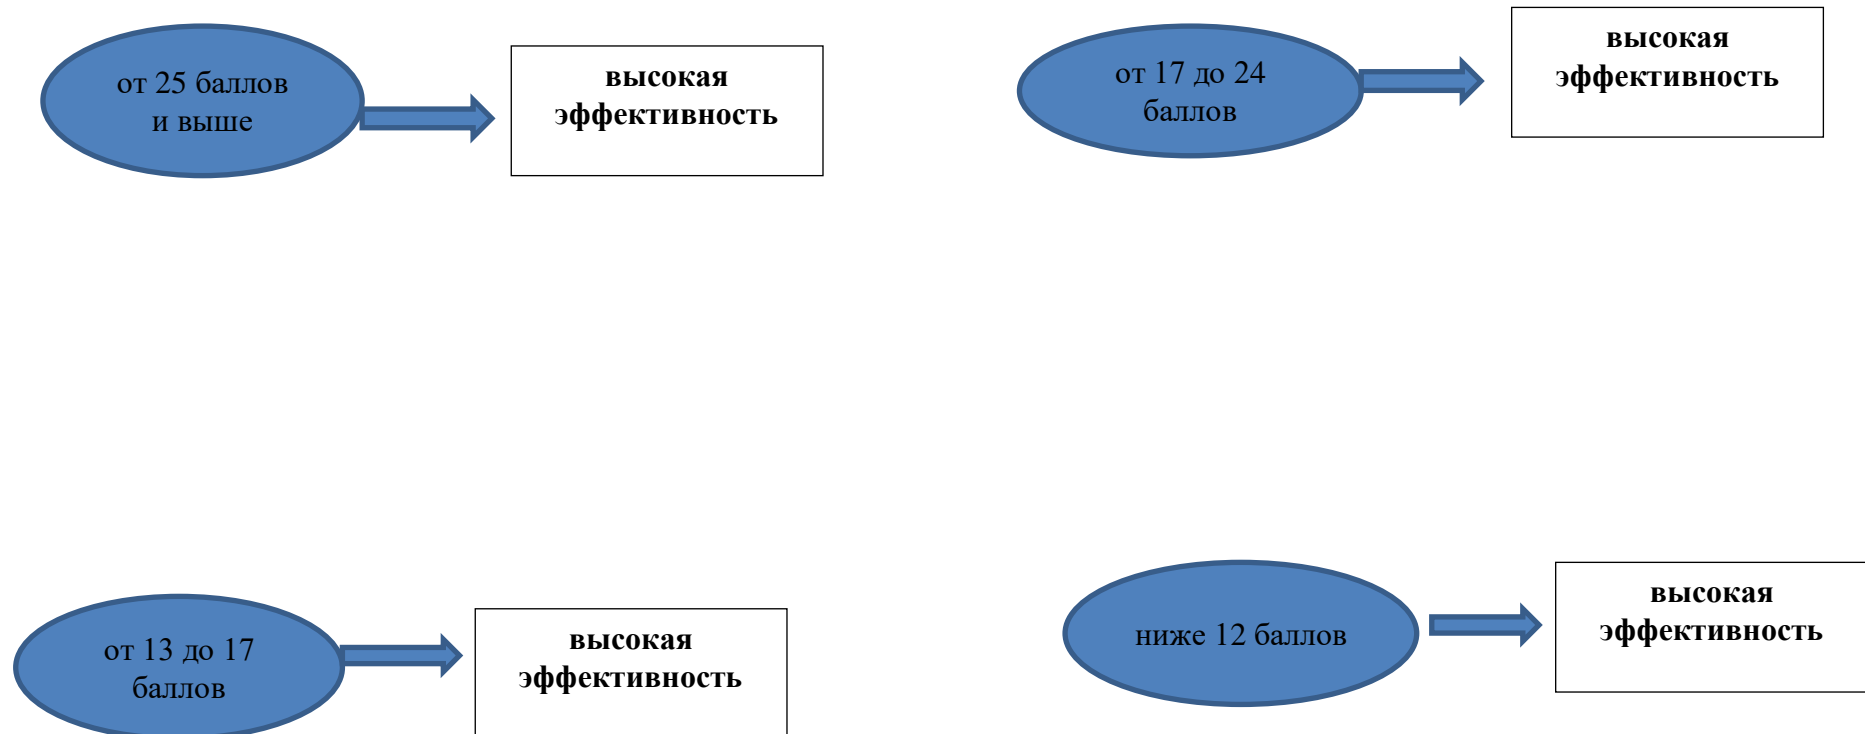 от 25 баллов
и выше
высокая
эффективность
от 17 до 24
баллов
высокая
эффективность
от 13 до 17
баллов
высокая
эффективность
ниже 12 баллов
высокая
эффективность